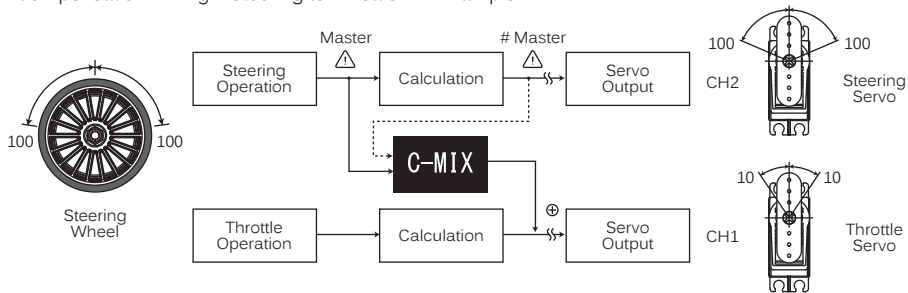 Master
# Master
Steering
Operation
Calculation
Servo
Output
CH2
100
100
Steering
Servo
100
100
Steering
Wheel
C-MIX
Throttle
Operation
Calculation
⊕
Servo
Output
CH1
10
10
Throttle
Servo